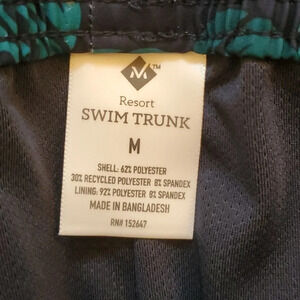 M™
Resort
SWIM TRUNK
M
SHELL: 62% POLYESTER
30% RECYCLED POLYESTER 8% SPANDEX
LINING: 92% POLYESTER 8% SPANDEX
MADE IN BANGLADESH
RN# 152647